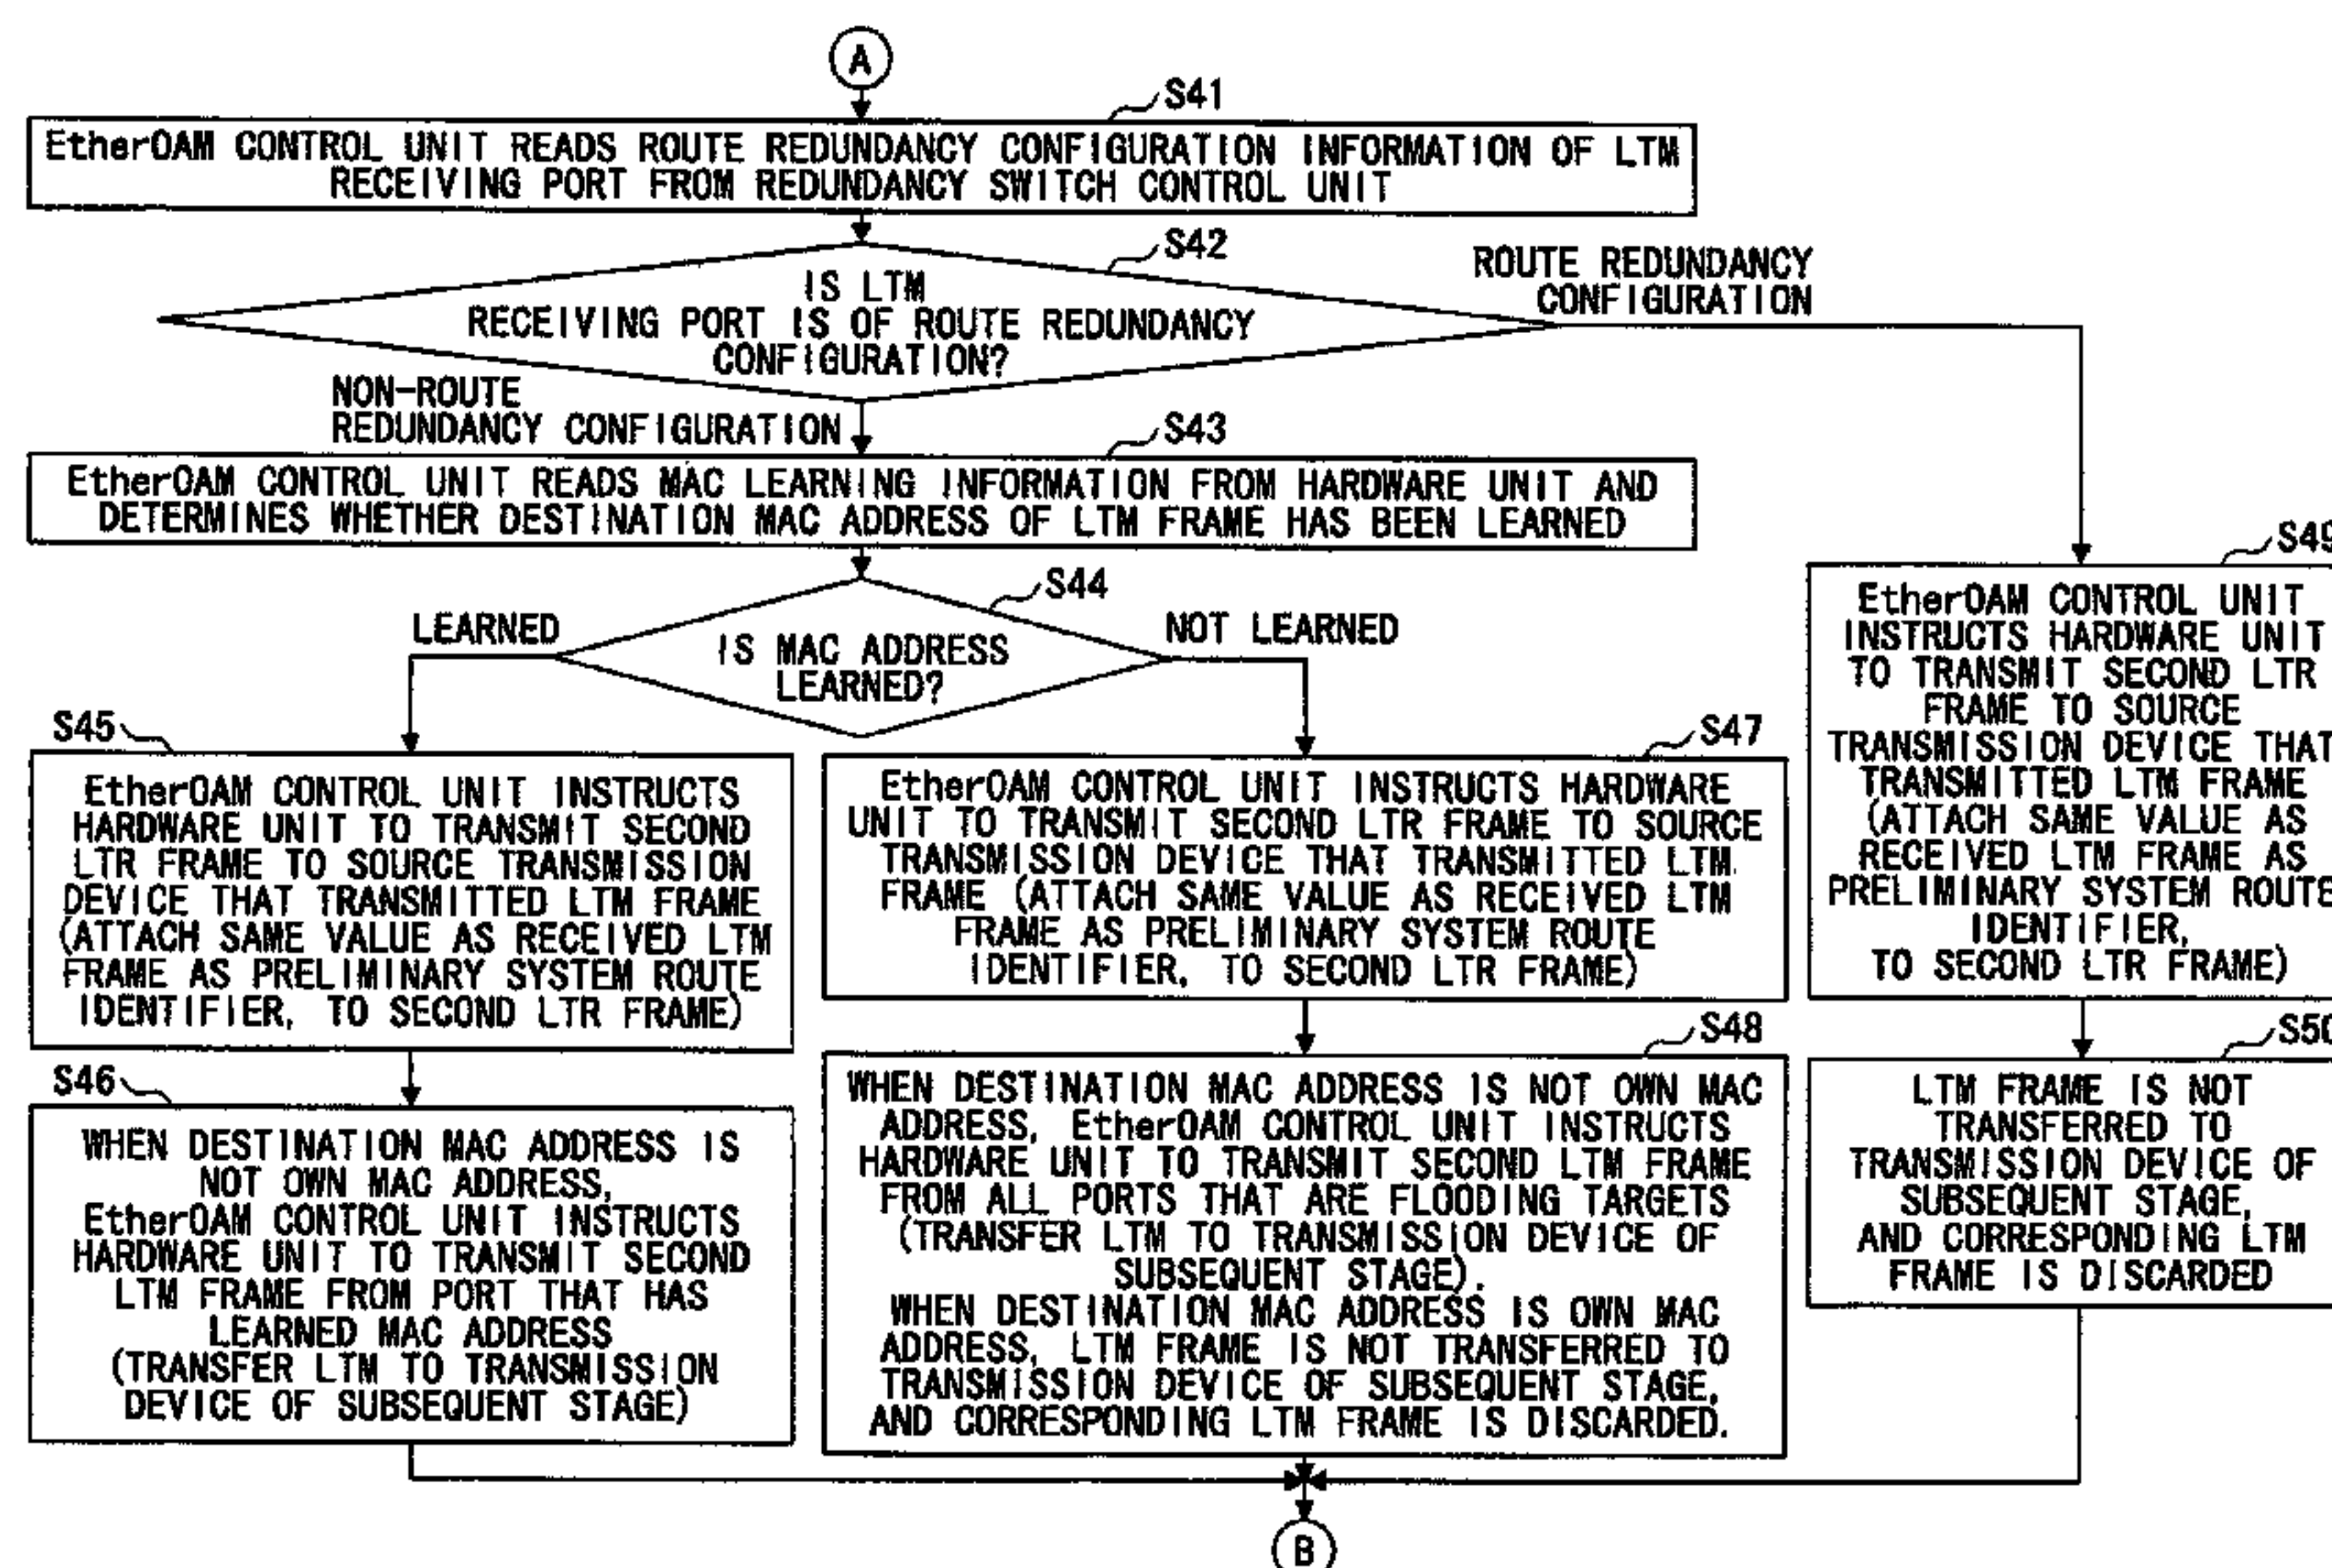 A
S41
EtherOAM CONTROL UNIT READS ROUTE REDUNDANCY CONFIGURATION INFORMATION OF LTM
RECEIVING PORT FROM REDUNDANCY SWITCH CONTROL UNIT
S42
IS LTM
RECEIVING PORT IS OF ROUTE REDUNDANCY
CONFIGURATION?
ROUTE REDUNDANCY
CONFIGURATION
NON-ROUTE
REDUNDANCY CONFIGURATION
S43
EtherOAM CONTROL UNIT READS MAC LEARNING INFORMATION FROM HARDWARE UNIT AND
DETERMINES WHETHER DESTINATION MAC ADDRESS OF LTM FRAME HAS BEEN LEARNED
S44
LEARNED
IS MAC ADDRESS
LEARNED?
NOT LEARNED
S45
EtherOAM CONTROL UNIT INSTRUCTS
HARDWARE UNIT TO TRANSMIT SECOND
LTR FRAME TO SOURCE TRANSMISSION
DEVICE THAT TRANSMITTED LTM FRAME
(ATTACH SAME VALUE AS RECEIVED LTM
FRAME AS PRELIMINARY SYSTEM ROUTE
IDENTIFIER, TO SECOND LTR FRAME)
S46
WHEN DESTINATION MAC ADDRESS IS
NOT OWN MAC ADDRESS,
EtherOAM CONTROL UNIT INSTRUCTS
HARDWARE UNIT TO TRANSMIT SECOND
LTM FRAME FROM PORT THAT HAS
LEARNED MAC ADDRESS
(TRANSFER LTM TO TRANSMISSION
DEVICE OF SUBSEQUENT STAGE)
S47
EtherOAM CONTROL UNIT INSTRUCTS HARDWARE
UNIT TO TRANSMIT SECOND LTR FRAME TO SOURCE
TRANSMISSION DEVICE THAT TRANSMITTED LTM
FRAME (ATTACH SAME VALUE AS RECEIVED LTM
FRAME AS PRELIMINARY SYSTEM ROUTE
IDENTIFIER, TO SECOND LTR FRAME)
S48
WHEN DESTINATION MAC ADDRESS IS NOT OWN MAC
ADDRESS, EtherOAM CONTROL UNIT INSTRUCTS
HARDWARE UNIT TO TRANSMIT SECOND LTM FRAME
FROM ALL PORTS THAT ARE FLOODING TARGETS
(TRANSFER LTM TO TRANSMISSION DEVICE OF
SUBSEQUENT STAGE).
WHEN DESTINATION MAC ADDRESS IS OWN MAC
ADDRESS, LTM FRAME IS NOT TRANSFERRED TO
TRANSMISSION DEVICE OF SUBSEQUENT STAGE,
AND CORRESPONDING LTM FRAME IS DISCARDED.
S49
EtherOAM CONTROL UNIT
INSTRUCTS HARDWARE UNIT
TO TRANSMIT SECOND LTR
FRAME TO SOURCE
TRANSMISSION DEVICE THAT
TRANSMITTED LTM FRAME
(ATTACH SAME VALUE AS
RECEIVED LTM FRAME AS
PRELIMINARY SYSTEM ROUTE
IDENTIFIER,
TO SECOND LTR FRAME)
S50
LTM FRAME IS NOT
TRANSFERRED TO
TRANSMISSION DEVICE OF
SUBSEQUENT STAGE,
AND CORRESPONDING LTM
FRAME IS DISCARDED
B